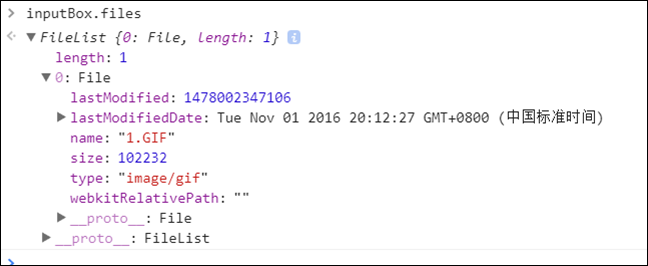 > inputBox.files
FileList {0: File, length: 1} i
length: 1
0: File
lastModified: 1478002347106
lastModifiedDate: Tue Nov 01 2016 20:12:27 GMT+0800 (中国标准时间)
name: "1.GIF"
size: 102232
type: "image/gif"
webkitRelativePath: ""
__proto__: File
__proto__: FileList
>